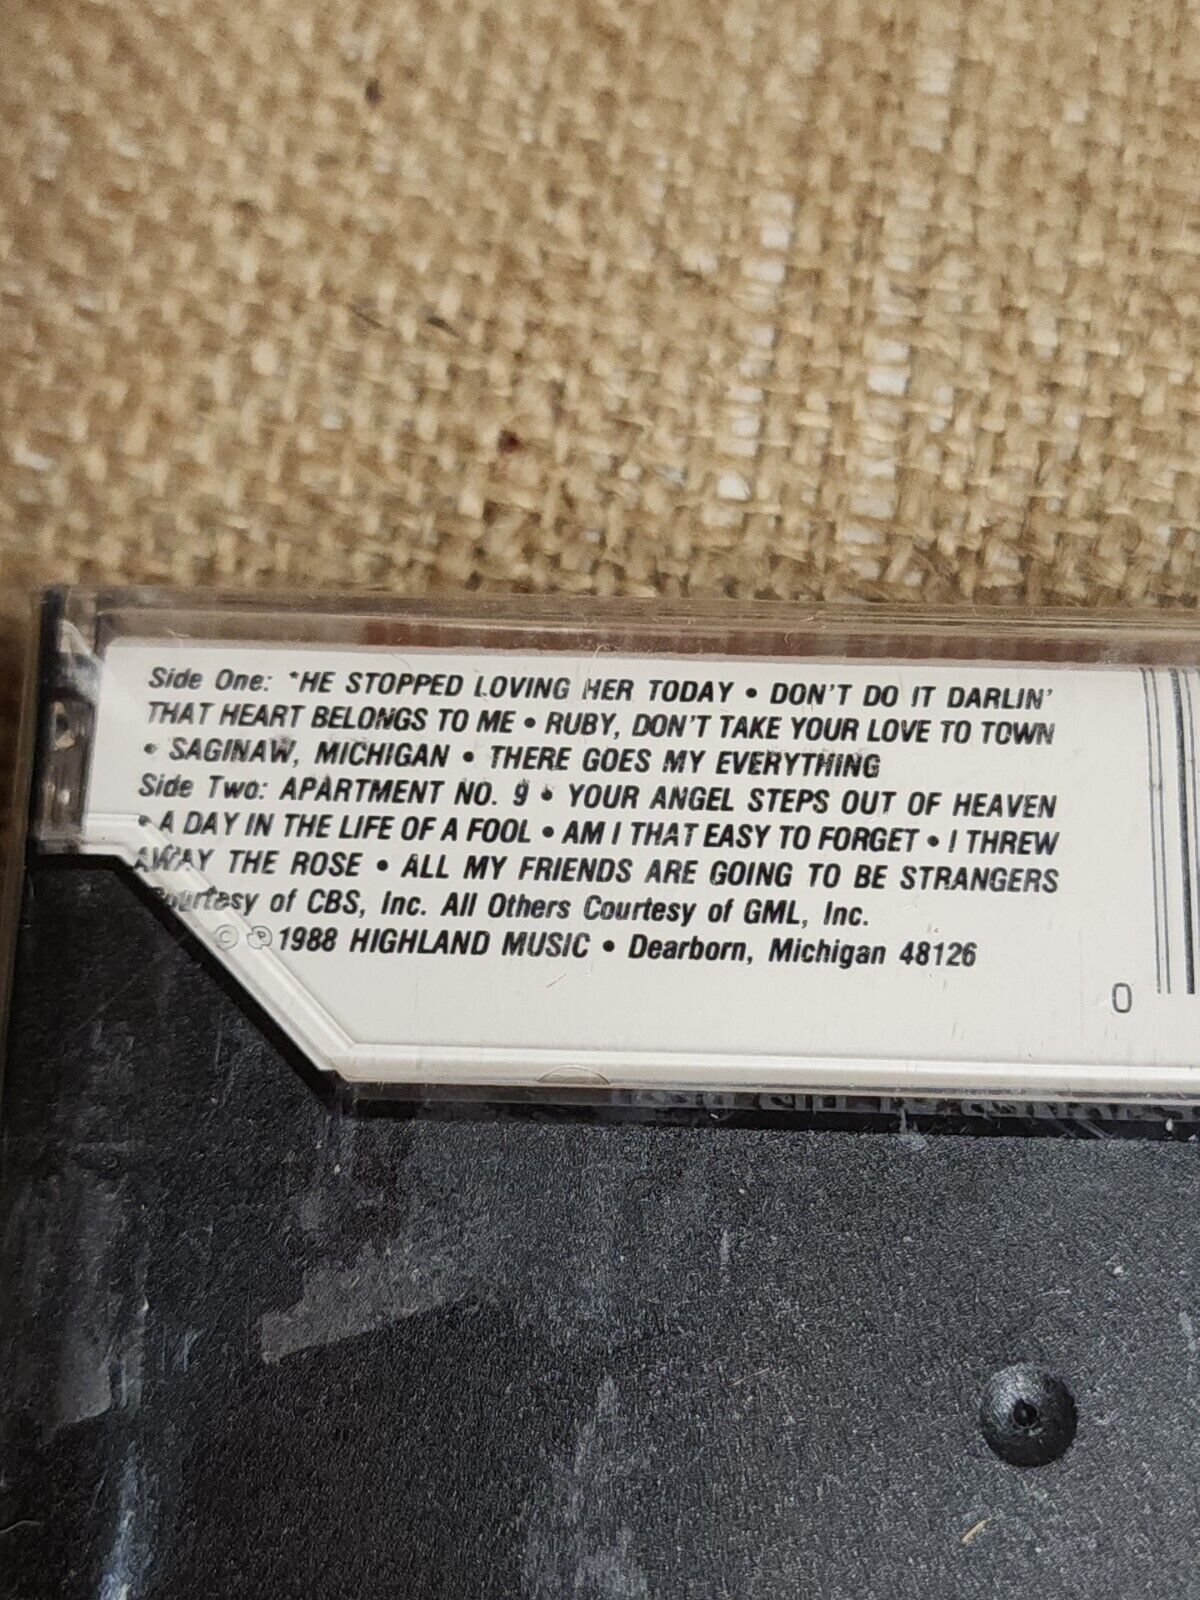 Side One: *HE STOPPED LOVING HER TODAY • DON'T DO IT DARLIN'
THAT HEART BELONGS TO ME • RUBY, DON'T TAKE YOUR LOVE TO TOWN
• SAGINAW, MICHIGAN • THERE GOES MY EVERYTHING
Side Two: APARTMENT NO. 9 • YOUR ANGEL STEPS OUT OF HEAVEN
• A DAY IN THE LIFE OF A FOOL • AM I THAT EASY TO FORGET • I THREW
AWAY THE ROSE • ALL MY FRIENDS ARE GOING TO BE STRANGERS
Courtesy of CBS, Inc. All Others Courtesy of GML, Inc.
© ℗ 1988 HIGHLAND MUSIC • Dearborn, Michigan 48126
0